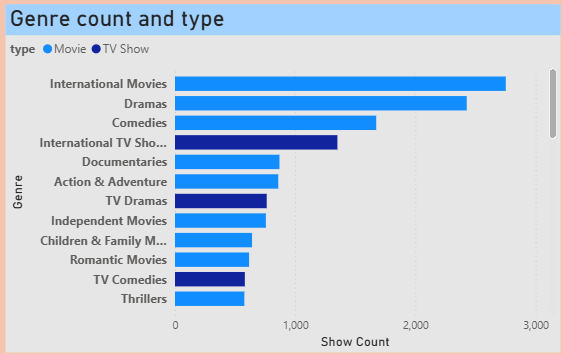 Genre count and type
type Movie TV Show
International Movies
Dramas
Comedies
International TV Sho...
Documentaries
Action & Adventure
TV Dramas
Independent Movies
Children & Family M...
Romantic Movies
TV Comedies
Thrillers
Genre
0 1,000 2,000 3,000
Show Count